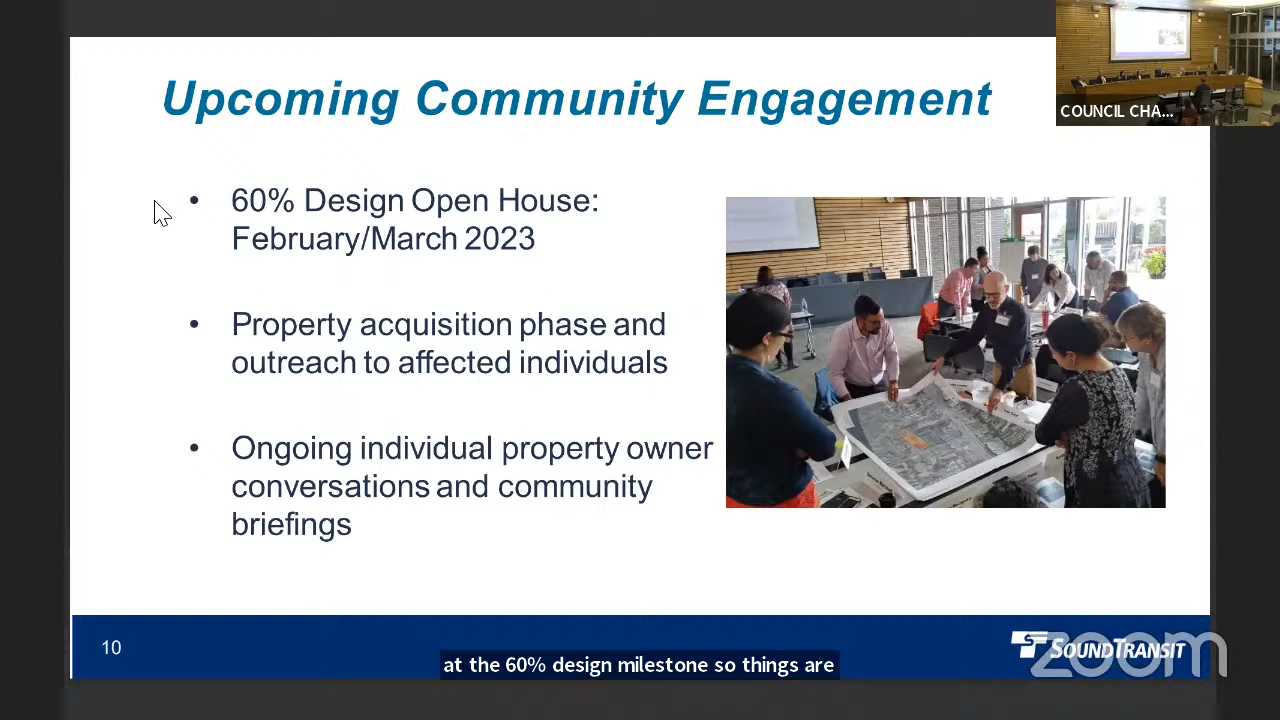 Upcoming Community Engagement
COUNCIL CHA...
• 60% Design Open House:
February/March 2023
• Property acquisition phase and
outreach to affected individuals
• Ongoing individual property owner
conversations and community
briefings
10
at the 60% design milestone so things are
SOUNDTRANSIT
zoom